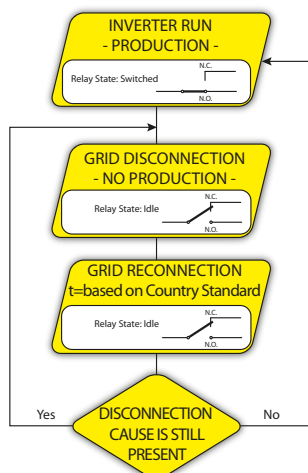 INVERTER RUN
- PRODUCTION -
N.C.
Relay State: Switched
N.O.
GRID DISCONNECTION
- NO PRODUCTION -
N.C.
Relay State: Idle
N.O.
GRID RECONNECTION
t=based on Country Standard
N.C.
Relay State: Idle
N.O.
Yes
No
DISCONNECTION
CAUSE IS STILL
PRESENT